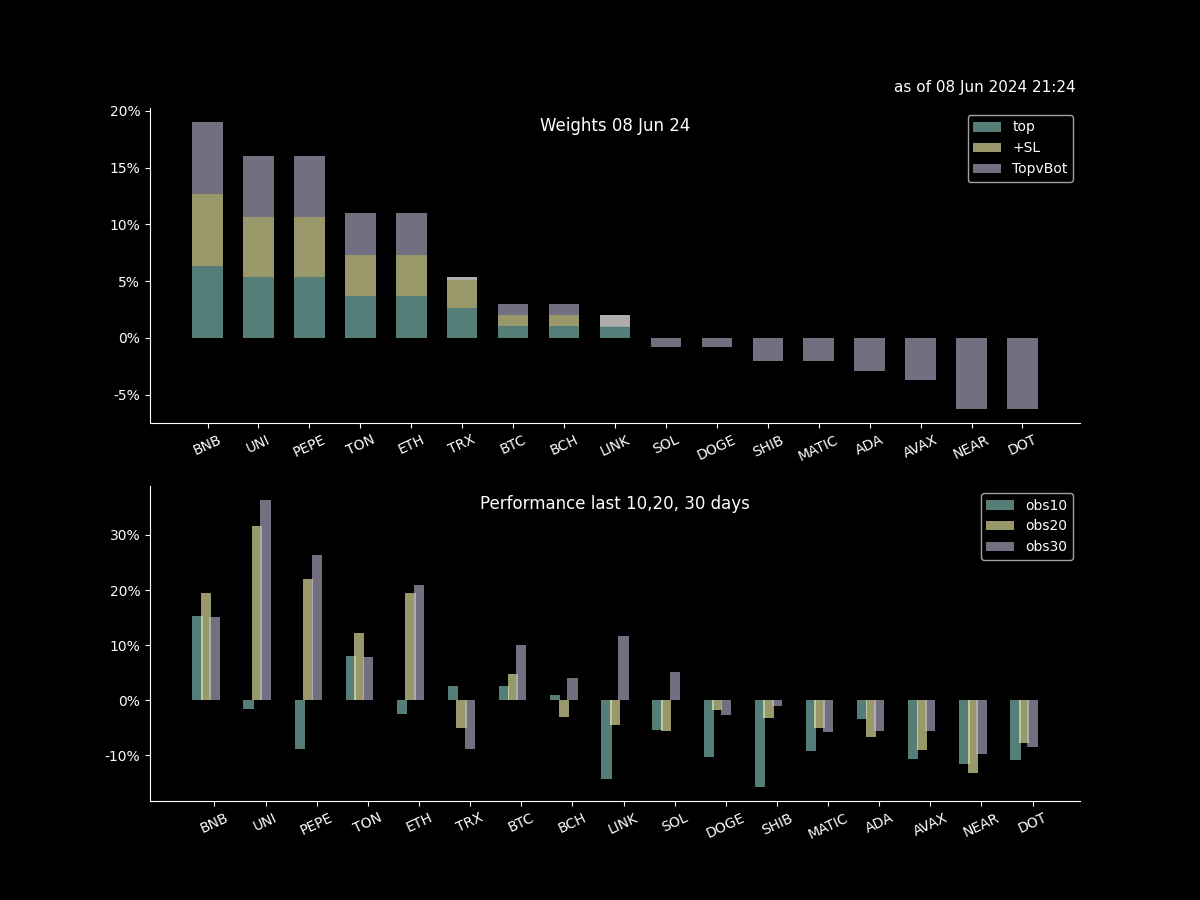 as of 08 Jun 2024 21:24
Weights 08 Jun 24
top
+SL
TopvBot
20%
15%
10%
5%
0%
-5%
BNB UNI PEPE TON ETH TRX BTC BCH LINK SOL DOGE SHIB MATIC ADA AVAX NEAR DOT
Performance last 10,20, 30 days
obs10
obs20
obs30
30%
20%
10%
0%
-10%
BNB UNI PEPE TON ETH TRX BTC BCH LINK SOL DOGE SHIB MATIC ADA AVAX NEAR DOT